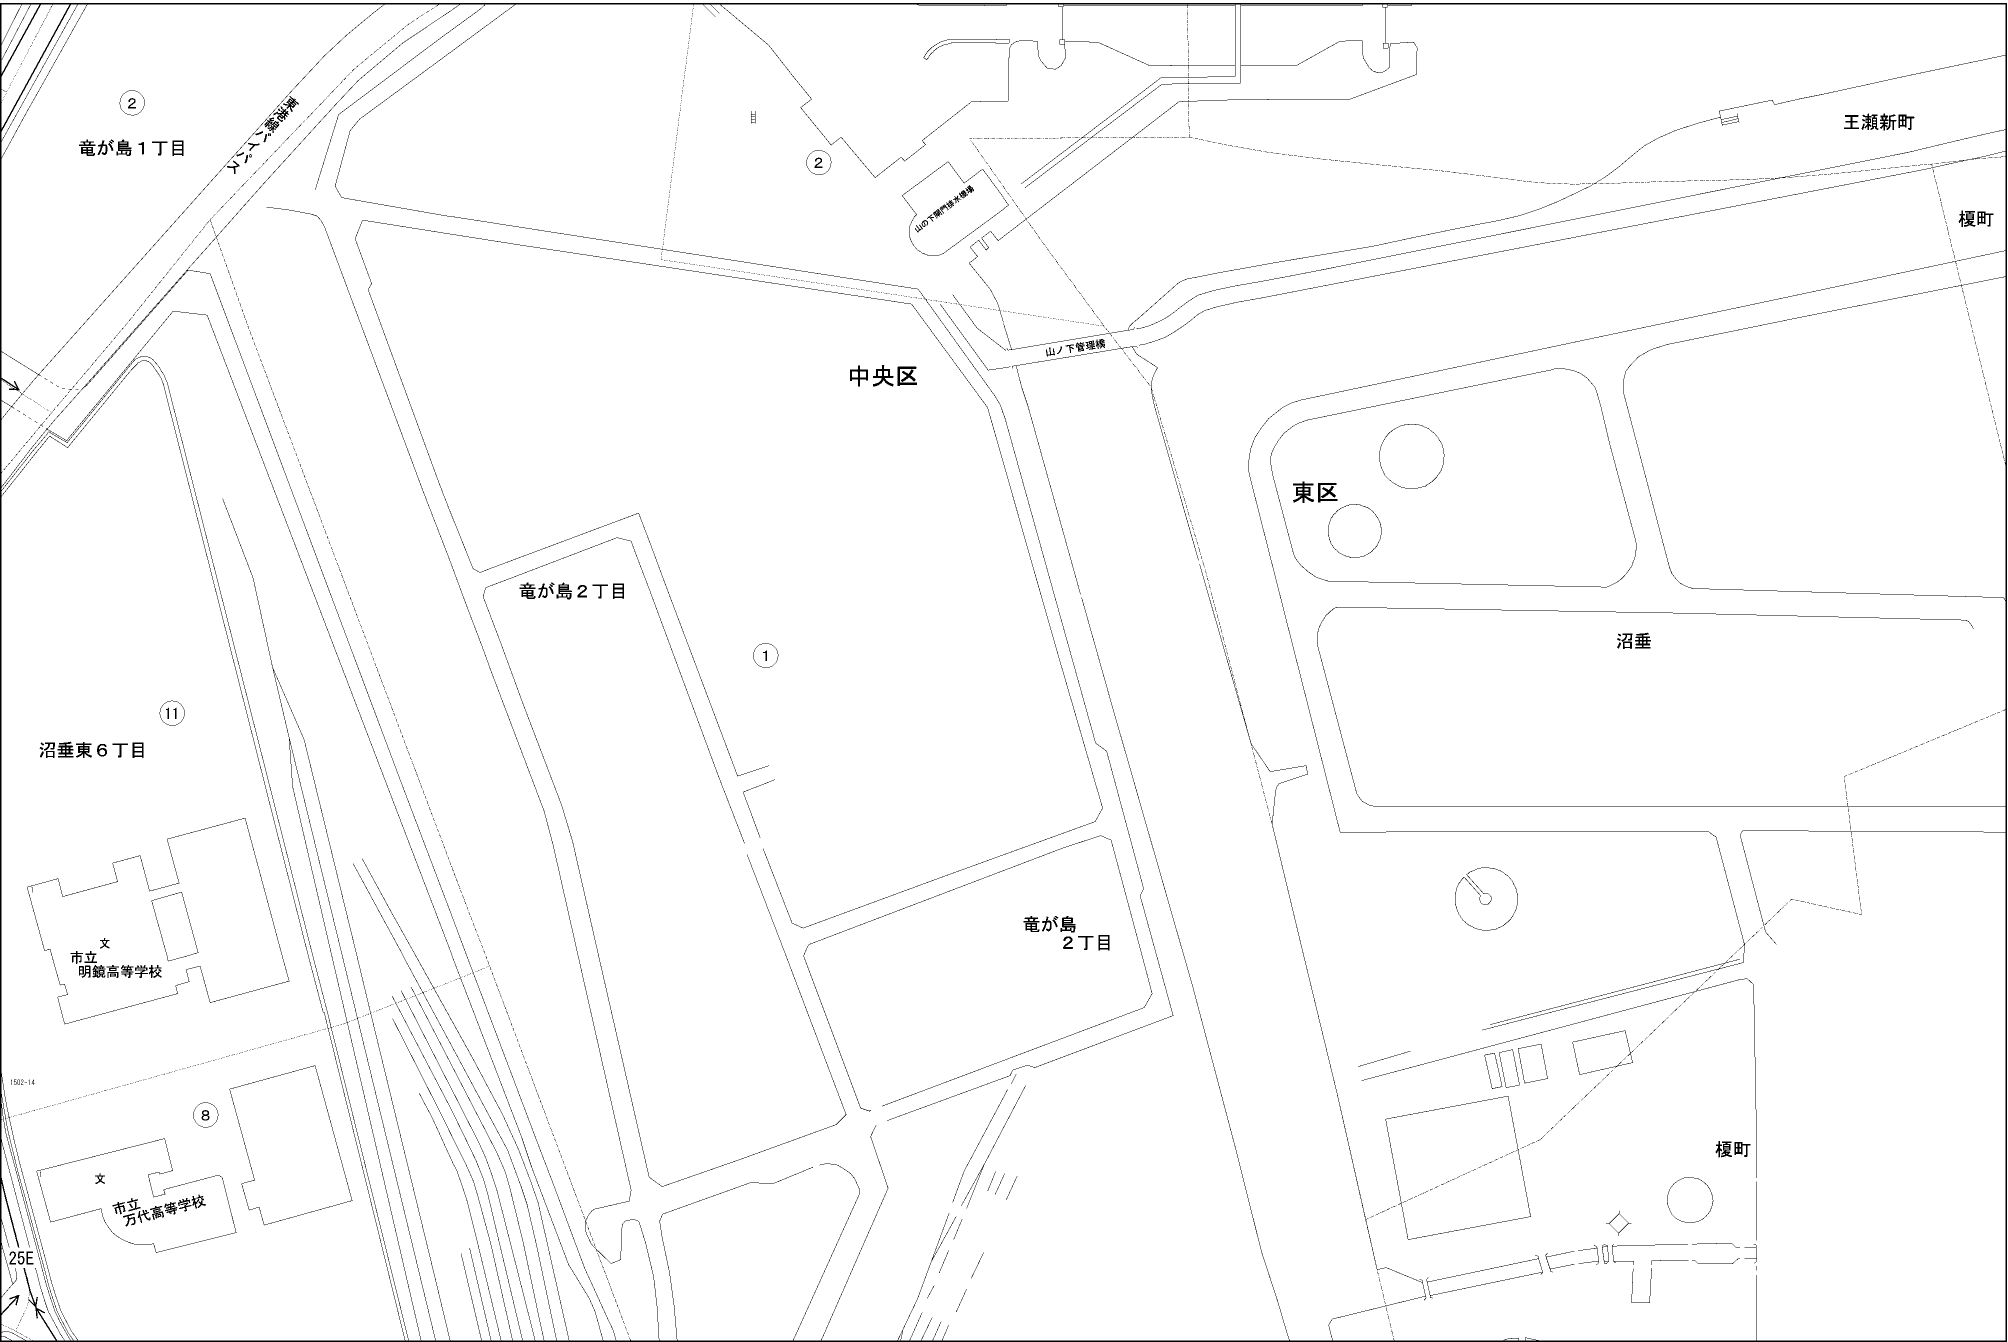 2
竜が島1丁目
東港線バイパス
2
山の下閘門排水機場
王瀬新町
榎町
山ノ下管理橋
中央区
東区
竜が島2丁目
沼垂
1
11
沼垂東6丁目
竜が島
2丁目
文
市立
明鏡高等学校
1502-14
8
榎町
文
市立
万代高等学校
25E